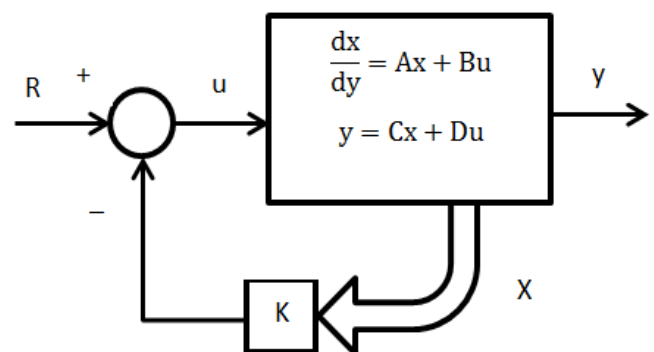 R
+
u
dx/dy = Ax + Bu
y = Cx + Du
y
−
K
X